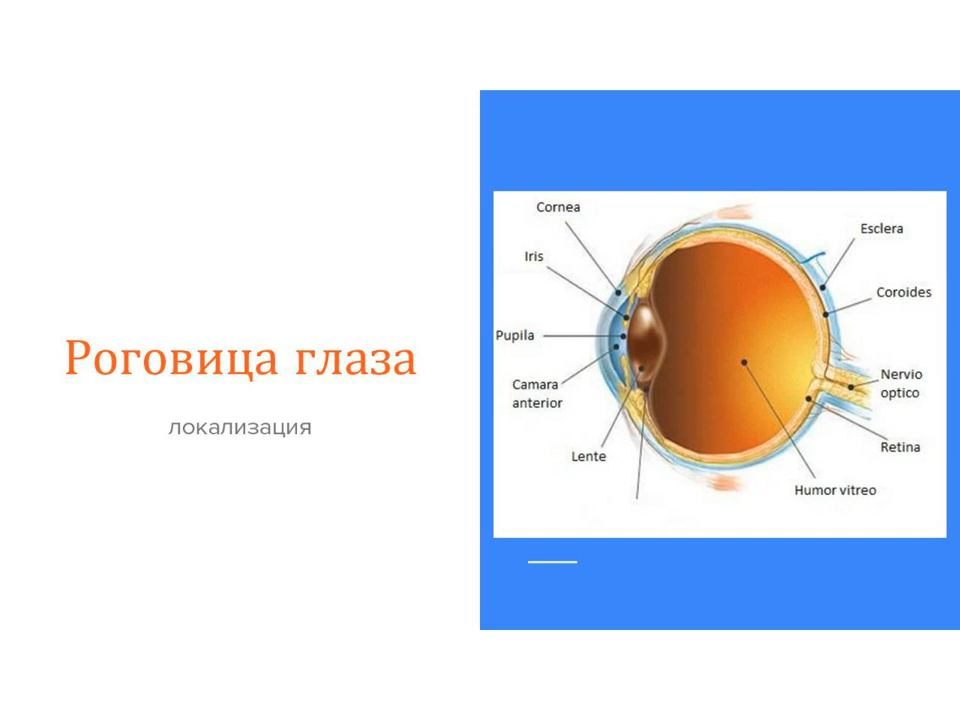 Роговица глаза
локализация
Cornea
Iris
Pupila
Camara
anterior
Lente
Esclera
Coroides
Nervio
optico
Retina
Humor vitreo